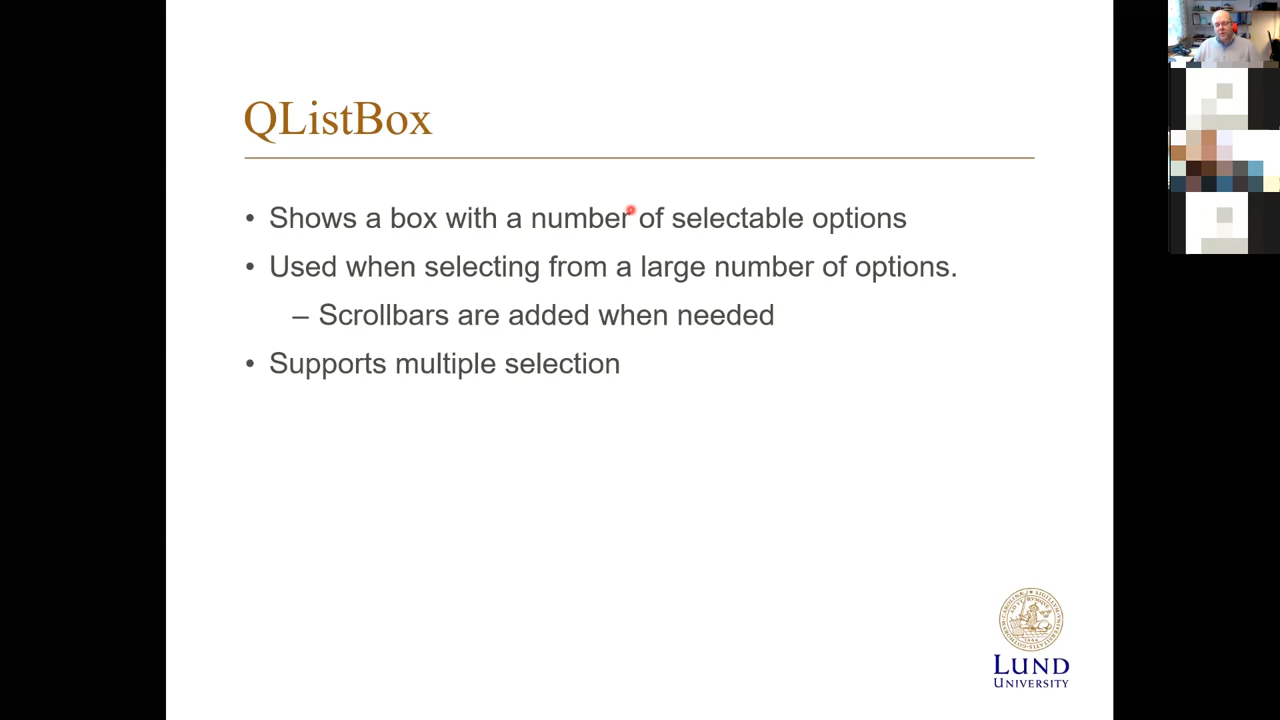 QListBox
• Shows a box with a number of selectable options
• Used when selecting from a large number of options.
– Scrollbars are added when needed
• Supports multiple selection
LUND
UNIVERSITY